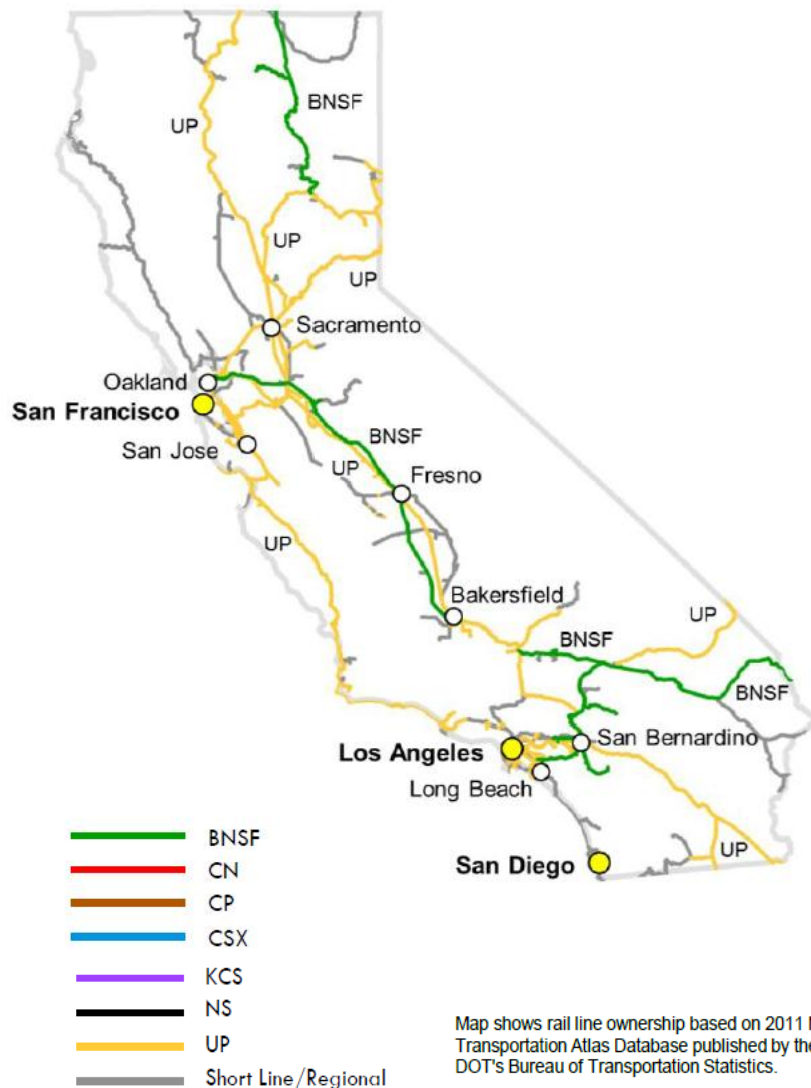 BNSF
UP
UP
UP
Sacramento
Oakland
San Francisco
BNSF
San Jose
UP
Fresno
UP
Bakersfield
UP
BNSF
BNSF
San Bernardino
Los Angeles
Long Beach
UP
San Diego
BNSF
CN
CP
CSX
KCS
NS
UP
Short Line/Regional
Map shows rail line ownership based on 2011
Transportation Atlas Database published by the
DOT's Bureau of Transportation Statistics.